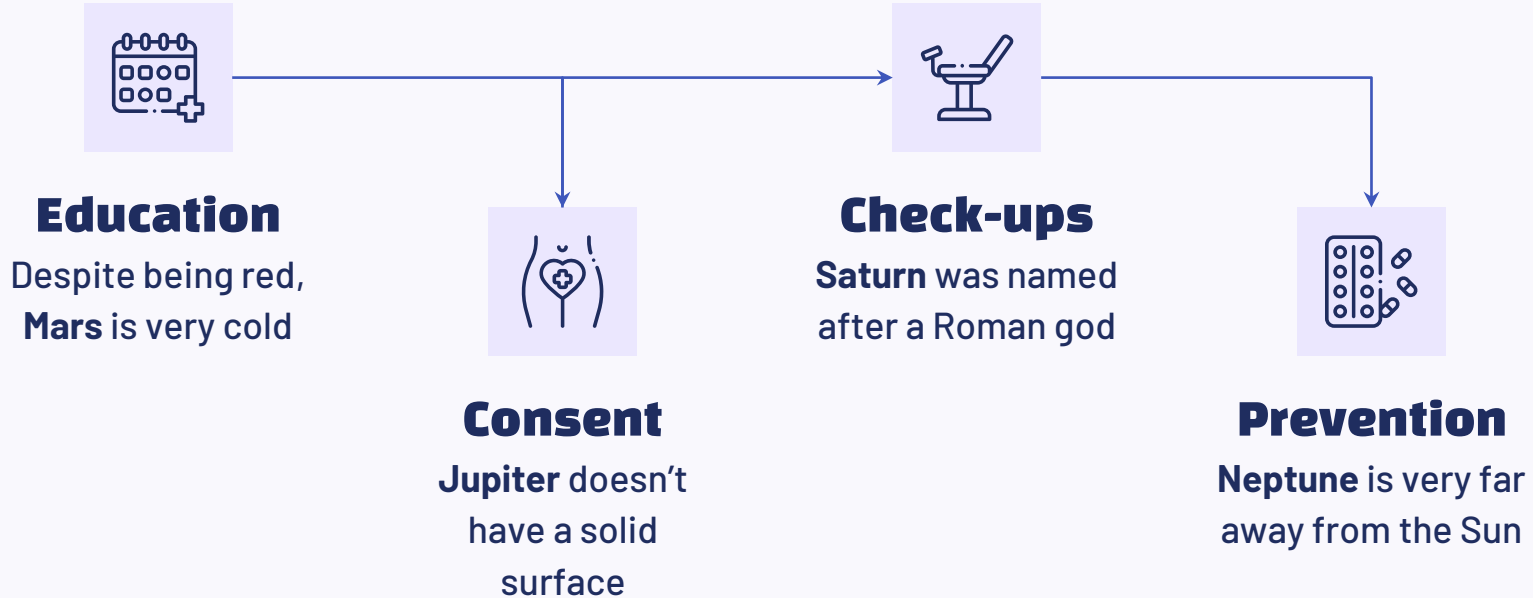 Education
Despite being red,
Mars is very cold
Consent
Jupiter doesn’t
have a solid
surface
Check-ups
Saturn was named
after a Roman god
Prevention
Neptune is very far
away from the Sun